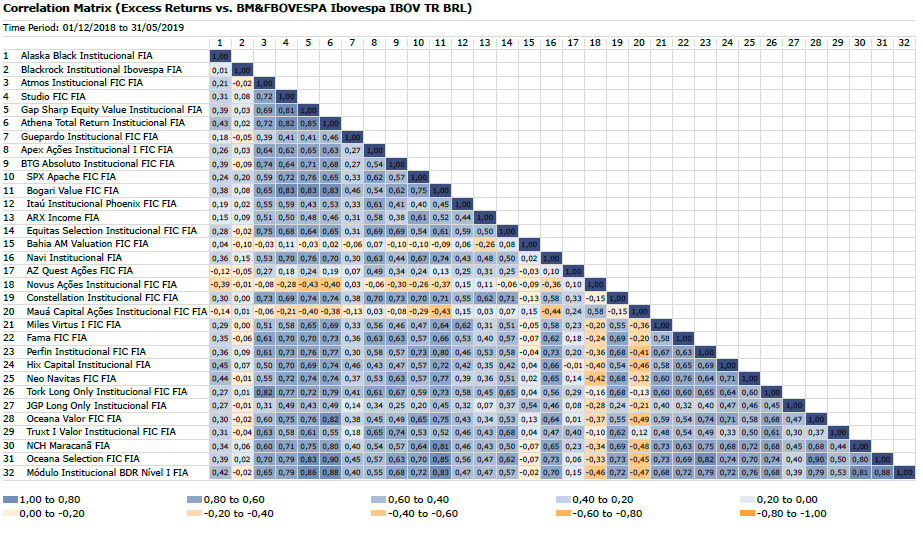 Correlation Matrix (Excess Returns vs. BM&FBOVESPA Ibovespa IBOV TR BRL)
Time Period: 01/12/2018 to 31/05/2019
1 2 3 4 5 6 7 8 9 10 11 12 13 14 15 16 17 18 19 20 21 22 23 24 25 26 27 28 29 30 31 32
1 Alaska Black Institutional FIA 1,00
2 Blackrock Institutional Ibovespa FIA 0,01 1,00
3 Atmos Institutional FIC FIA 0,21 -0,02 1,00
4 Studio FIC FIA 0,31 0,08 0,72 1,00
5 Gap Sharp Equity Value Institutional FIA 0,39 0,03 0,69 0,81 1,00
6 Athena Total Return Institutional FIA 0,43 0,02 0,72 0,82 0,85 1,00
7 Guepardo Institutional FIC FIA 0,18 -0,05 0,39 0,41 0,41 0,46 1,00
8 Apex Ações Institutional I FIC FIA 0,26 0,03 0,64 0,62 0,65 0,63 0,27 1,00
9 BTG Absoluto Institutional FIC FIA 0,39 -0,09 0,74 0,64 0,71 0,68 0,27 0,54 1,00
10 SPX Apache FIC FIA 0,24 0,20 0,59 0,72 0,76 0,65 0,33 0,62 0,57 1,00
11 Bogari Value FIC FIA 0,38 0,08 0,65 0,83 0,83 0,83 0,46 0,54 0,62 0,75 1,00
12 Itaú Institutional Phoenix FIC FIA 0,19 0,02 0,55 0,59 0,43 0,53 0,33 0,61 0,41 0,40 0,45 1,00
13 ARX Income FIA 0,15 0,09 0,51 0,50 0,48 0,46 0,31 0,58 0,38 0,61 0,52 0,44 1,00
14 Equitas Selection Institutional FIC FIA 0,28 -0,02 0,75 0,68 0,64 0,65 0,31 0,69 0,69 0,54 0,61 0,59 0,50 1,00
15 Bahia AM Valuation FIC FIA 0,04 -0,10 -0,03 0,11 -0,03 0,02 -0,06 0,07 -0,10 -0,10 -0,09 0,06 -0,26 0,08 1,00
16 Navi Institutional FIA 0,36 0,15 0,53 0,70 0,76 0,70 0,30 0,63 0,44 0,67 0,74 0,43 0,48 0,50 0,02 1,00
17 AZ Quest Ações FIC FIA -0,12 -0,05 0,27 0,18 0,24 0,19 0,07 0,49 0,34 0,24 0,13 0,25 0,31 0,25 -0,03 0,10 1,00
18 Novus Ações Institutional FIC FIA -0,39 -0,01 -0,08 -0,28 -0,43 -0,40 0,03 -0,06 -0,30 -0,26 -0,37 0,15 0,11 -0,06 -0,09 -0,36 0,10 1,00
19 Constellation Institutional FIC FIA 0,30 0,00 0,73 0,69 0,74 0,74 0,38 0,70 0,73 0,70 0,71 0,55 0,62 0,71 -0,13 0,58 0,33 -0,15 1,00
20 Mauá Capital Ações Institutional FIC FIA -0,14 0,01 -0,06 -0,21 -0,40 -0,38 -0,13 0,03 -0,08 -0,29 -0,43 0,15 0,03 0,07 0,15 -0,44 0,24 0,58 -0,15 1,00
21 Miles Virtus I FIC FIA 0,29 0,00 0,51 0,58 0,65 0,69 0,33 0,56 0,46 0,47 0,64 0,32 0,62 0,31 -0,05 0,58 0,23 -0,20 0,55 -0,36 1,00
22 Fama FIC FIA 0,35 -0,06 0,61 0,70 0,70 0,73 0,36 0,63 0,63 0,57 0,66 0,53 0,40 0,57 -0,07 0,62 0,18 -0,24 0,69 -0,20 0,58 1,00
23 Perfin Institutional FIC FIA 0,36 0,09 0,61 0,73 0,76 0,77 0,30 0,58 0,57 0,73 0,80 0,46 0,53 0,58 -0,04 0,73 0,20 -0,36 0,68 -0,41 0,67 0,63 1,00
24 Hix Capital Institutional FIA 0,45 0,07 0,50 0,70 0,69 0,74 0,46 0,43 0,47 0,57 0,72 0,42 0,35 0,42 0,04 0,66 -0,01 -0,40 0,54 -0,46 0,58 0,65 0,69 1,00
25 Neo Navitas FIC FIA 0,44 -0,01 0,55 0,72 0,74 0,74 0,37 0,53 0,63 0,57 0,77 0,39 0,36 0,51 0,02 0,65 0,14 -0,42 0,68 -0,32 0,60 0,76 0,64 0,71 1,00
26 Tork Long Only Institutional FIC FIA 0,27 0,01 0,82 0,77 0,72 0,79 0,41 0,61 0,67 0,59 0,73 0,58 0,45 0,65 0,04 0,56 0,29 -0,16 0,68 -0,13 0,60 0,60 0,65 0,64 0,60 1,00
27 JGP Long Only Institutional FIA 0,27 -0,01 0,31 0,49 0,43 0,49 0,14 0,34 0,25 0,20 0,45 0,32 0,07 0,37 0,54 0,46 0,08 -0,28 0,24 -0,21 0,40 0,32 0,40 0,47 0,46 0,45 1,00
28 Oceana Valor FIC FIA 0,30 -0,02 0,60 0,75 0,76 0,82 0,38 0,45 0,49 0,65 0,75 0,43 0,34 0,53 0,13 0,64 0,01 -0,37 0,55 -0,20 0,59 0,54 0,74 0,71 0,58 0,68 0,47 1,00
29 Truxt I Valor Institutional FIC FIA 0,31 -0,04 0,63 0,58 0,61 0,55 0,18 0,65 0,74 0,53 0,52 0,46 0,43 0,68 0,04 0,47 0,40 -0,10 0,62 0,12 0,48 0,54 0,49 0,33 0,50 0,61 0,30 0,37 1,00
30 NCH Maracanã FIA 0,34 0,06 0,60 0,71 0,75 0,80 0,40 0,54 0,57 0,64 0,81 0,46 0,33 0,50 -0,07 0,65 0,23 -0,34 0,69 -0,48 0,73 0,63 0,75 0,68 0,72 0,68 0,45 0,68 0,44 1,00
31 Oceana Selection FIC FIA 0,39 0,02 0,70 0,79 0,83 0,90 0,45 0,56 0,67 0,70 0,85 0,56 0,47 0,62 -0,07 0,73 0,06 -0,33 0,73 -0,45 0,73 0,69 0,82 0,74 0,70 0,74 0,40 0,90 0,50 0,80 1,00
32 Módulo Institutional BDR Nível I FIA 0,42 -0,02 0,65 0,79 0,86 0,88 0,40 0,55 0,68 0,72 0,83 0,47 0,47 0,57 -0,02 0,70 0,15 -0,46 0,72 -0,47 0,68 0,72 0,75 0,74 0,76 0,68 0,39 0,79 0,53 0,81 0,88 1,00
1,00 to 0,80 0,80 to 0,60 0,60 to 0,40 0,40 to 0,20 0,20 to 0,00
0,00 to -0,20 -0,20 to -0,40 -0,40 to -0,60 -0,60 to -0,80 -0,80 to -1,00